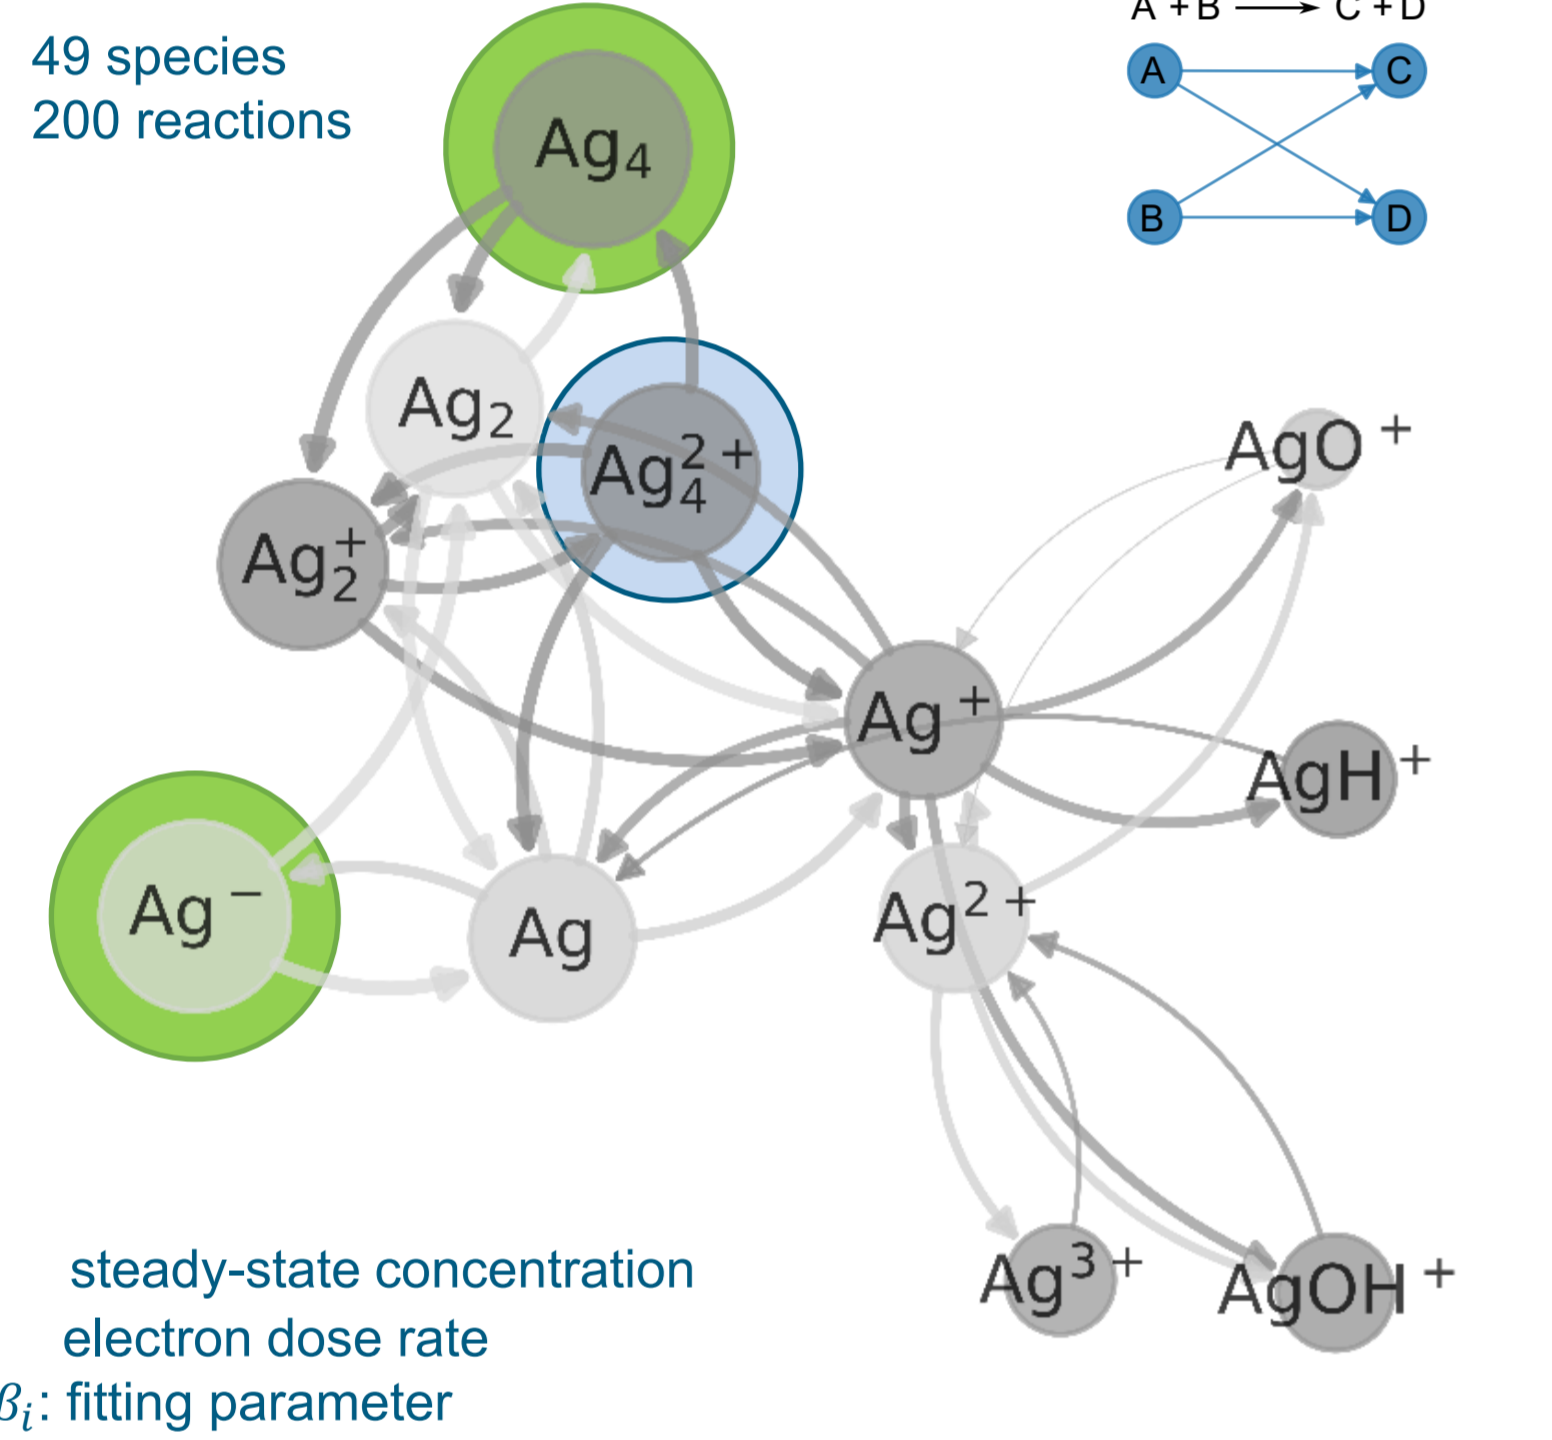 49 species
200 reactions
A + B ⟶ C + D
A
C
B
D
Ag₄
Ag₂
Ag₄²⁺
Ag₂⁺
AgO⁺
Ag⁺
AgH⁺
Ag⁻
Ag
Ag²⁺
Ag³⁺
AgOH⁺
steady-state concentration
electron dose rate
βᵢ: fitting parameter